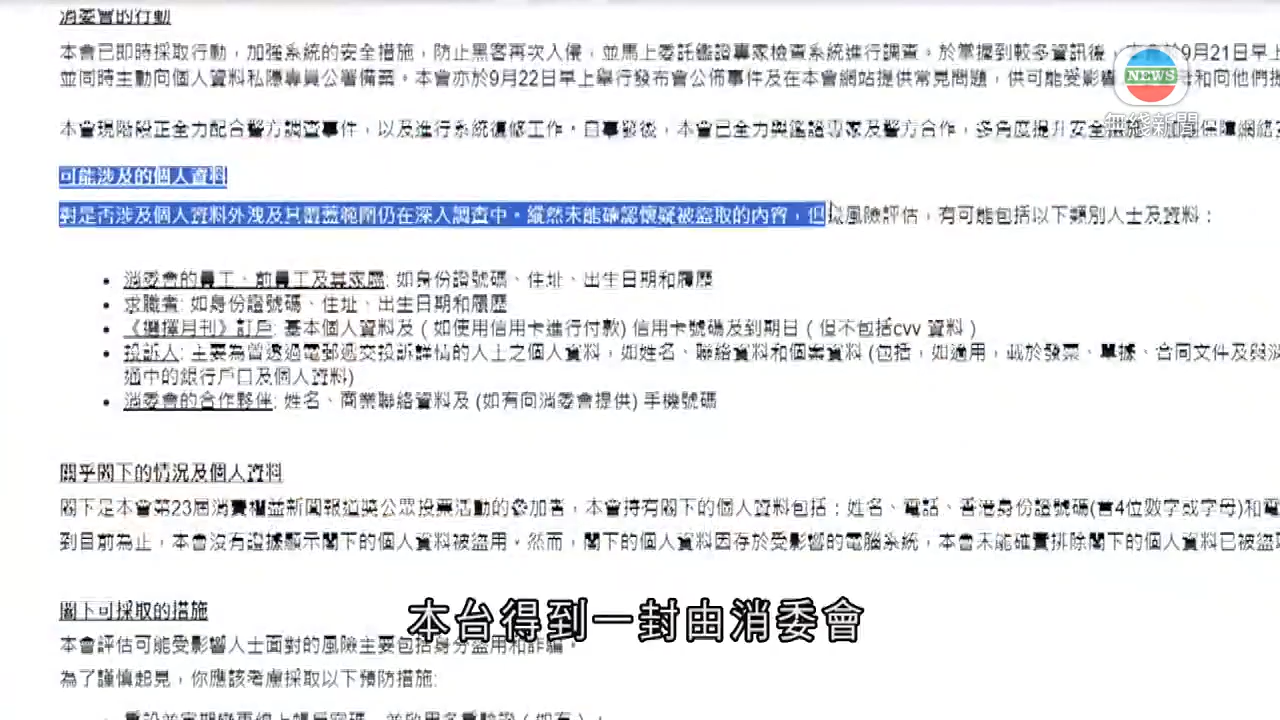 消委會的行動
本會已即時採取行動，加強系統的安全措施，防止黑客再次入侵，並馬上委託鑑證專家檢查系統進行調查。於掌握到較多資訊後，本會於9月21日早上
並同時主動向個人資料私隱專員公署備案。本會亦於9月22日早上舉行發布會公佈事件及在本會網站提供常見問題，供可能受影響 和向他們提
NEWS
無綫新聞
本會現階段正全力配合警方調查事件，以及進行系統復修工作。自事發後，本會已全力與鑑證專家及警方合作，多角度提升安全措施 加強保障網絡
可能涉及的個人資料
對是否涉及個人資料外洩及其覆蓋範圍仍在深入調查中。縱然未能確認懷疑被盜取的內容，但 風險評估，有可能包括以下類別人士及資料：
• 消委會的員工、前員工及其家屬: 如身份證號碼、住址、出生日期和履歷
• 求職者: 如身份證號碼、住址、出生日期和履歷
• 《選擇月刊》訂戶: 基本個人資料及 ( 如使用信用卡進行付款) 信用卡號碼及到期日（ 但不包括cvv 資料 ）
• 投訴人: 主要為曾透過電郵遞交投訴詳情的人士之個人資料，如姓名、聯絡資料和個案資料 (包括，如適用，載於發票、單據、合同文件及與消
過中的銀行戶口及個人資料)
• 消委會的合作夥伴: 姓名、商業聯絡資料及 (如有向消委會提供) 手機號碼
關乎閣下的情況及個人資料
閣下是本會第23屆消費權益新聞報道獎公眾投票活動的參加者，本會持有閣下的個人資料包括：姓名、電話、香港身份證號碼(首4位數字或字母)和電
到目前為止，本會沒有證據顯示閣下的個人資料被盜用。然而，閣下的個人資料因存於受影響的電腦系統，本會未能確實排除閣下的個人資料已被盜取
閣下可採取的措施
本台得到一封由消委會
本會評估可能受影響人士面對的風險主要包括身分盜用和詐騙。
為了謹慎起見，你應該考慮採取以下預防措施: